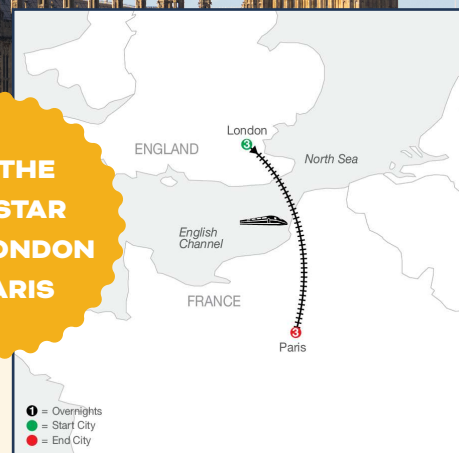 THE
STAR
ONDON
ARIS
London
3
ENGLAND
North Sea
English
Channel
FRANCE
3
Paris
1 = Overnights
= Start City
= End City